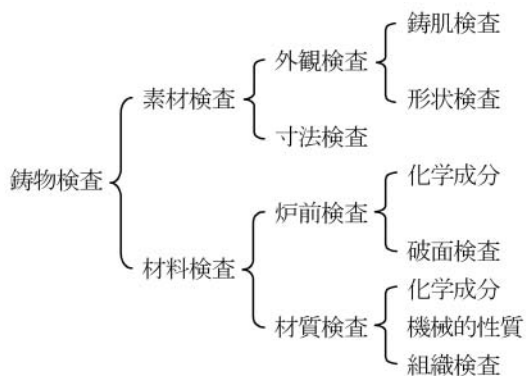 鋳物検査
素材検査
外観検査
鋳肌検査
形状検査
寸法検査
材料検査
炉前検査
化学成分
破面検査
材質検査
化学成分
機械的性質
組織検査